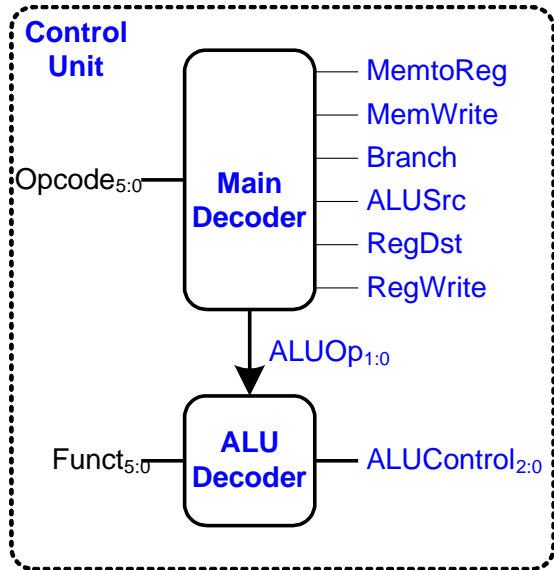 Control
Unit
MemtoReg
MemWrite
Branch
ALUSrc
RegDst
RegWrite
Opcode5:0
Main
Decoder
ALUOp1:0
Funct5:0
ALU
Decoder
ALUControl2:0